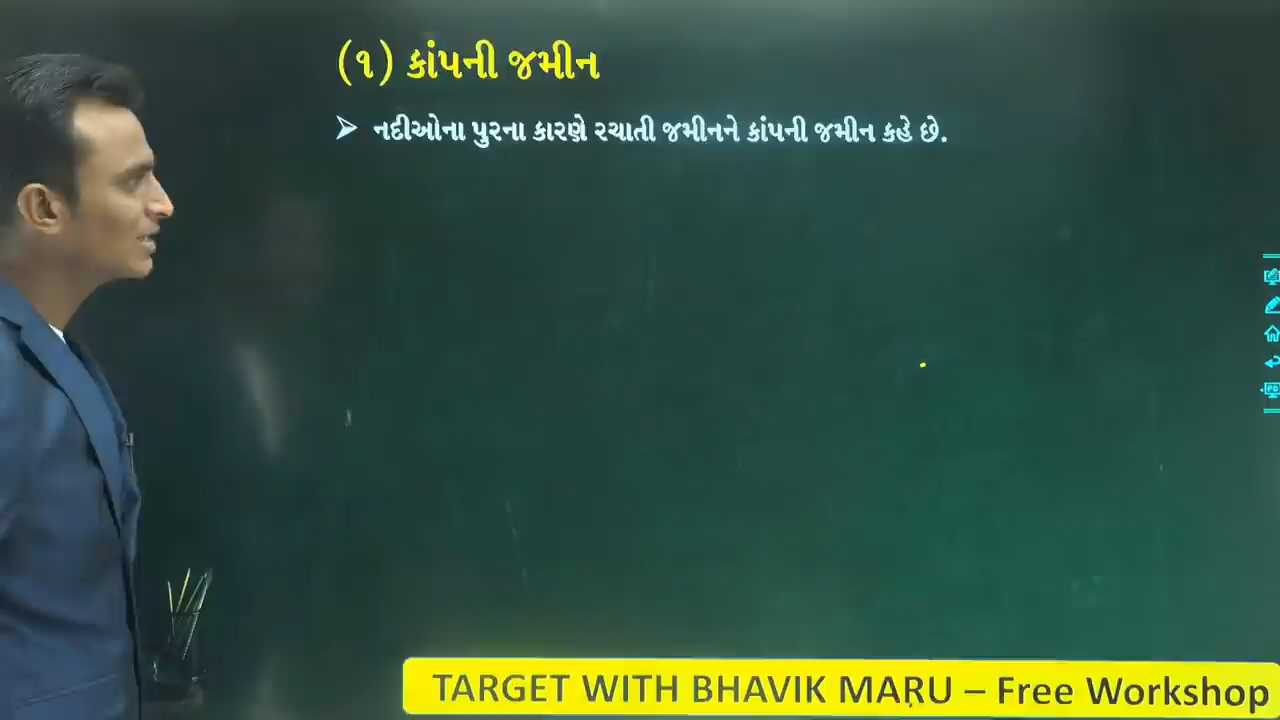 (૧) કાંપની જમીન
➢ નદીઓના પુરના કારણે રચાતી જમીનને કાંપની જમીન કહે છે.
TARGET WITH BHAVIK MARU – Free Workshop